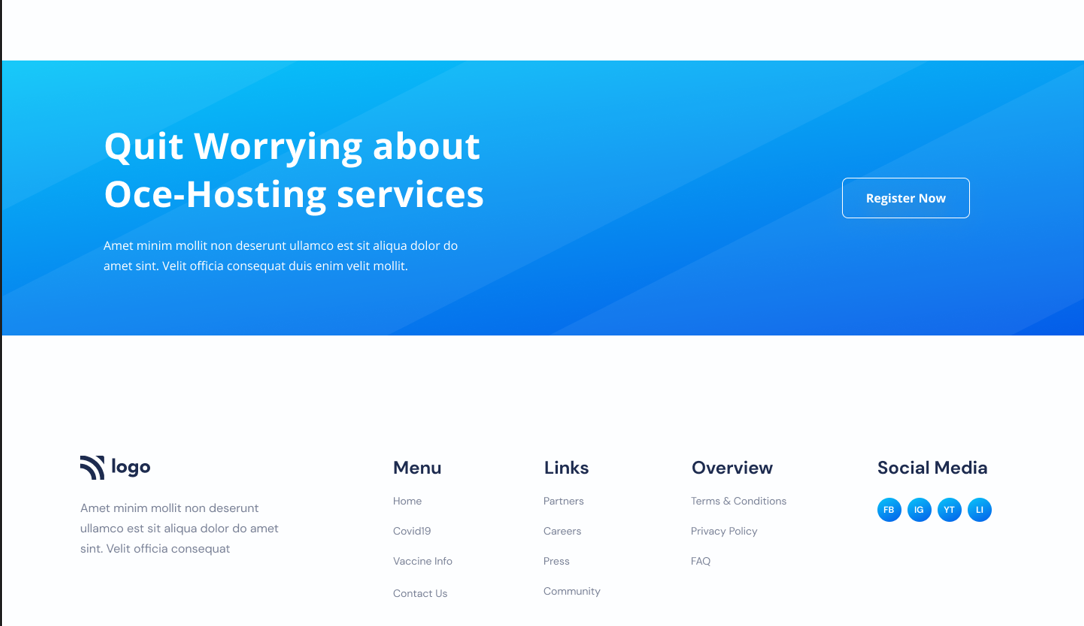 Quit Worrying about
Oce-Hosting services
Amet minim mollit non deserunt ullamco est sit aliqua dolor do
amet sint. Velit officia consequat duis enim velit mollit.
Register Now
logo
Amet minim mollit non deserunt
ullamco est sit aliqua dolor do amet
sint. Velit officia consequat
Menu
Home
Covid19
Vaccine Info
Contact Us
Links
Partners
Careers
Press
Community
Overview
Terms & Conditions
Privacy Policy
FAQ
Social Media
FB IG YT LI